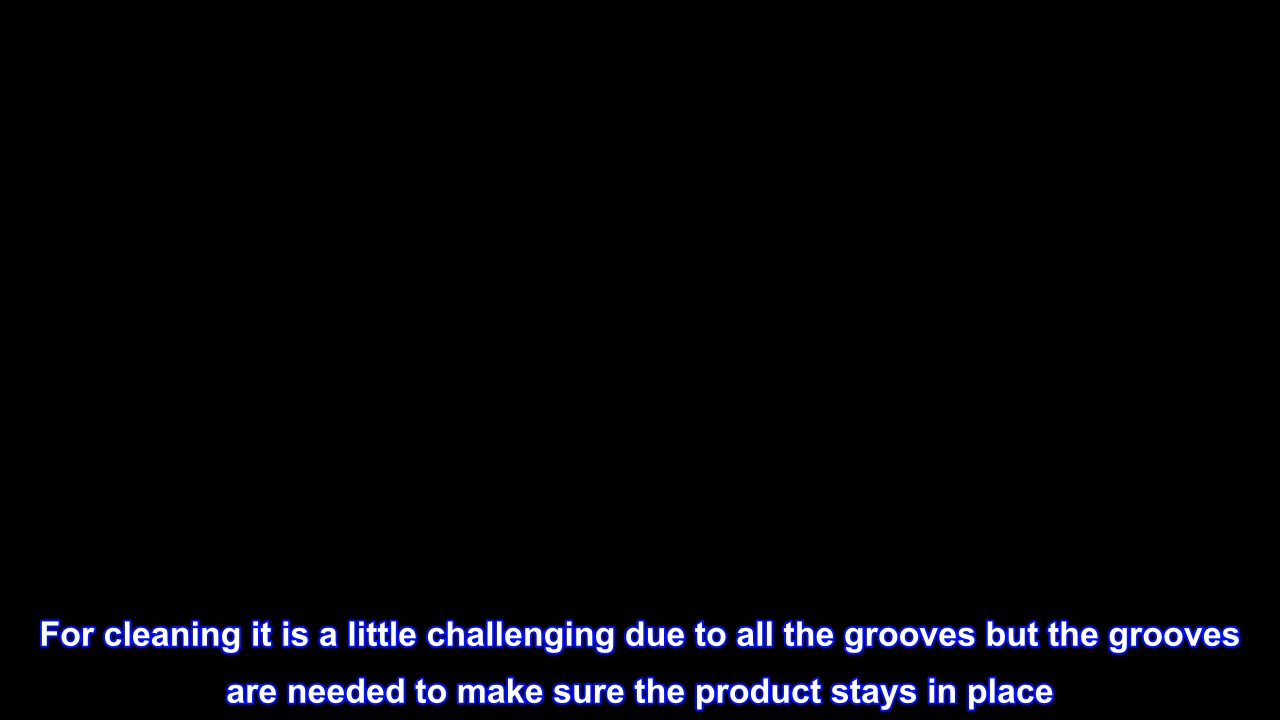 For cleaning it is a little challenging due to all the grooves but the grooves
are needed to make sure the product stays in place